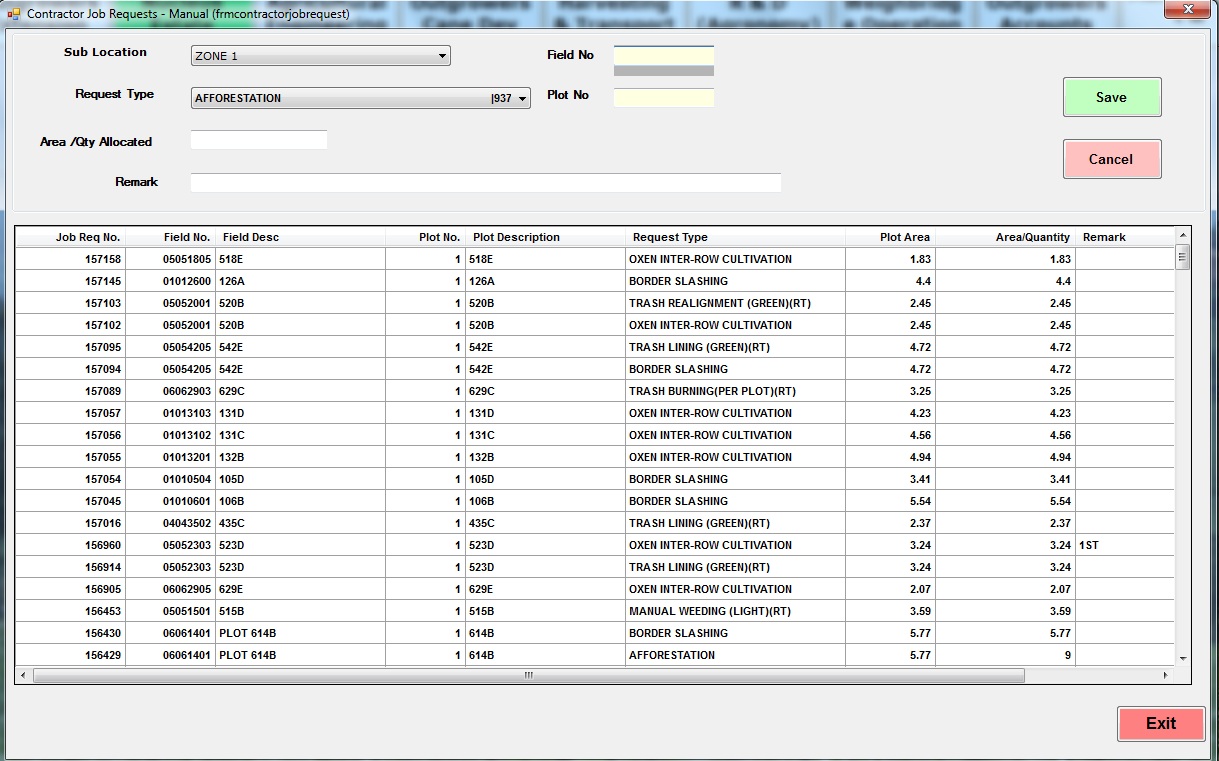 Contractor Job Requests - Manual (frmcontractorjobrequest)
Sub Location ZONE 1 Field No
Request Type AFFORESTATION |937 Plot No
Save
Area /Qty Allocated
Cancel
Remark
Job Req No. Field No. Field Desc Plot No. Plot Description Request Type Plot Area Area/Quantity Remark
157158 05051805 518E 1 518E OXEN INTER-ROW CULTIVATION 1.83 1.83
157145 01012600 126A 1 126A BORDER SLASHING 4.4 4.4
157103 05052001 520B 1 520B TRASH REALIGNMENT (GREEN)(RT) 2.45 2.45
157102 05052001 520B 1 520B OXEN INTER-ROW CULTIVATION 2.45 2.45
157095 05054205 542E 1 542E TRASH LINING (GREEN)(RT) 4.72 4.72
157094 05054205 542E 1 542E BORDER SLASHING 4.72 4.72
157089 06062903 629C 1 629C TRASH BURNING(PER PLOT)(RT) 3.25 3.25
157057 01013103 131D 1 131D OXEN INTER-ROW CULTIVATION 4.23 4.23
157056 01013102 131C 1 131C OXEN INTER-ROW CULTIVATION 4.56 4.56
157055 01013201 132B 1 132B OXEN INTER-ROW CULTIVATION 4.94 4.94
157054 01010504 105D 1 105D BORDER SLASHING 3.41 3.41
157045 01010601 106B 1 106B BORDER SLASHING 5.54 5.54
157016 04043502 435C 1 435C TRASH LINING (GREEN)(RT) 2.37 2.37
156960 05052303 523D 1 523D OXEN INTER-ROW CULTIVATION 3.24 3.24 1ST
156914 05052303 523D 1 523D TRASH LINING (GREEN)(RT) 3.24 3.24
156905 06062905 629E 1 629E OXEN INTER-ROW CULTIVATION 2.07 2.07
156453 05051501 515B 1 515B MANUAL WEEDING (LIGHT)(RT) 3.59 3.59
156430 06061401 PLOT 614B 1 614B BORDER SLASHING 5.77 5.77
156429 06061401 PLOT 614B 1 614B AFFORESTATION 5.77 9
Exit